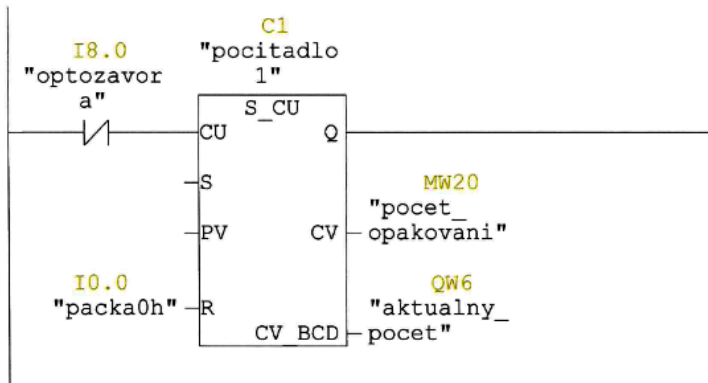 C1
I8.0
"pocitadlo
"optozavor
1"
a"
S_CU
CU
Q
S
MW20
"pocet_
PV
CV
opakovani"
I0.0
QW6
"packa0h"
R
"aktualny_
CV_BCD
pocet"